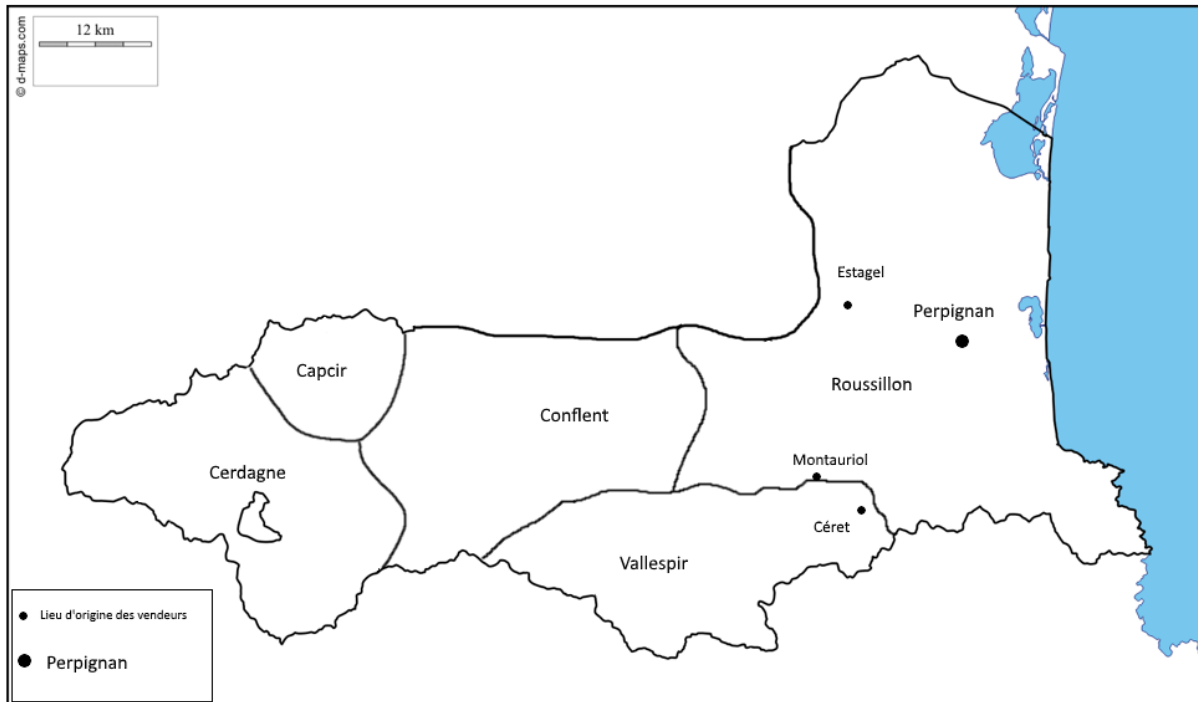 12 km
© d-maps.com
Estagel
Perpignan
Capcir
Roussillon
Conflent
Montauriol
Cerdagne
Céret
Vallespir
Lieu d'origine des vendeurs
Perpignan